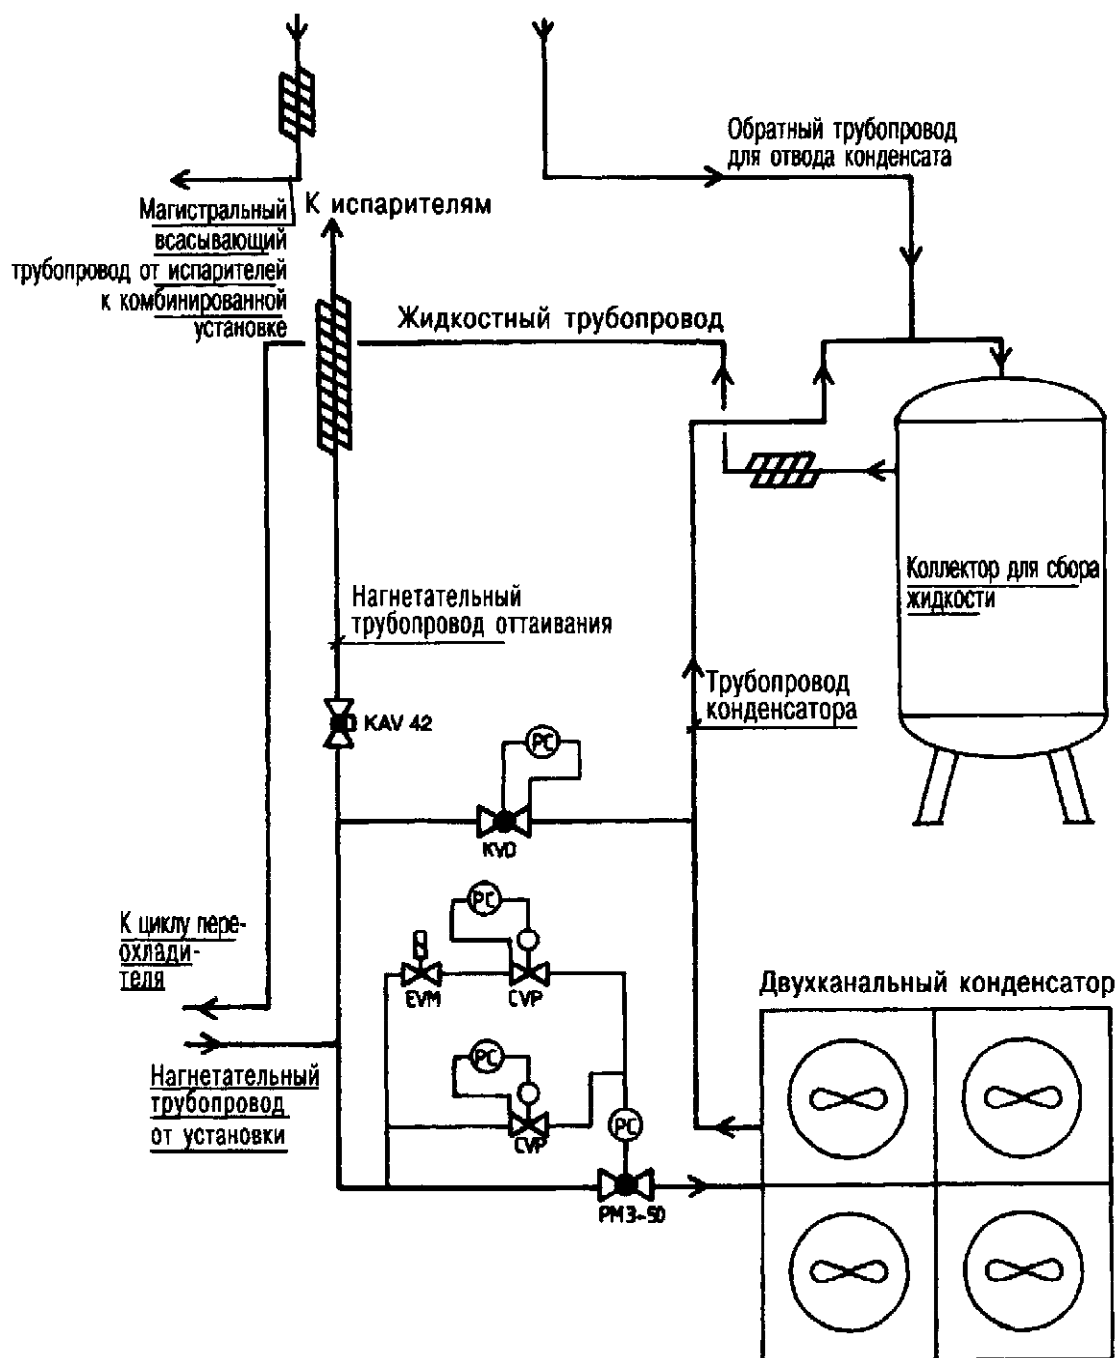 Обратный трубопровод
для отвода конденсата
К испарителям
Магистральный
всасывающий
трубопровод от испарителей
к комбинированной
установке
Жидкостный трубопровод
Коллектор для сбора
жидкости
Нагнетательный
трубопровод оттаивания
Трубопровод
конденсатора
KAV 42
PC
KVD
PC
К циклу пере-
охлади-
теля
EVM
CVP
Двухканальный конденсатор
PC
Нагнетательный
трубопровод
от установки
CVP
PC
PM3-50